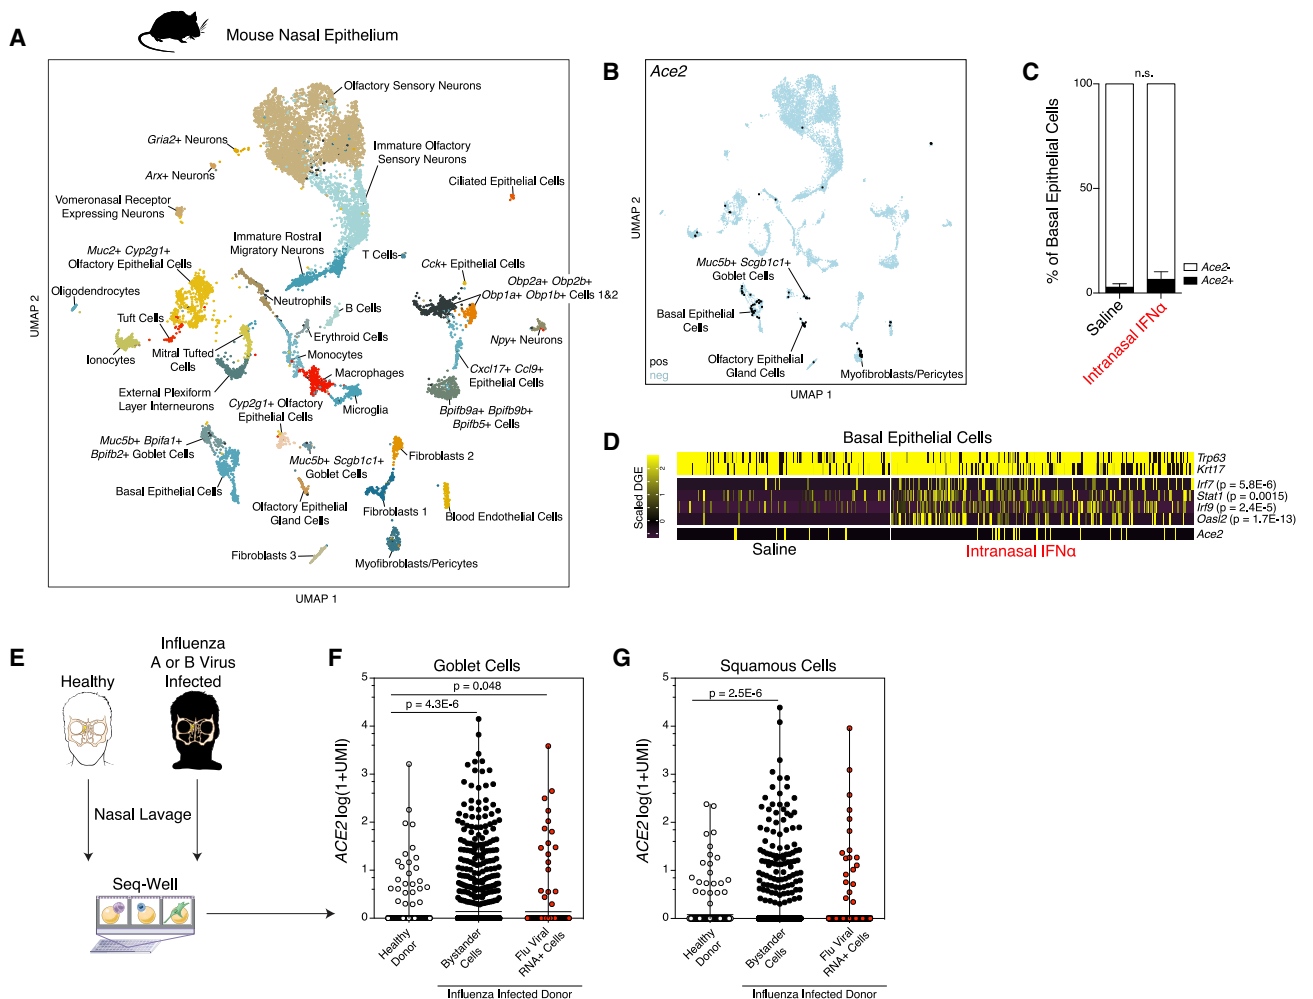 A
Mouse Nasal Epithelium
Olfactory Sensory Neurons
Gria2+ Neurons
Immature Olfactory
Sensory Neurons
Arx+ Neurons
Ciliated Epithelial Cells
Vomeronasal Receptor
Expressing Neurons
Immature Rostral
Migratory Neurons
T Cells
Muc2+ Cyp2g1+
Olfactory Epithelial Cells
Cck+ Epithelial Cells
Obp2a+ Obp2b+
Obp1a+ Obp1b+ Cells 1&2
Oligodendrocytes
Neutrophils
B Cells
Tuft Cells
Erythroid Cells
Npy+ Neurons
Ionocytes
Mitral Tufted
Cells
Monocytes
Macrophages
Cxcl17+ Ccl9+
Epithelial Cells
External Plexiform
Layer Interneurons
Microglia
Cyp2g1+ Olfactory
Epithelial Cells
Bpifb9a+ Bpifb9b+
Bpifb5+ Cells
Muc5b+ Bpifa1+
Bpifb2+ Goblet Cells
Muc5b+ Scgb1c1+
Goblet Cells
Fibroblasts 2
Basal Epithelial Cells
Olfactory Epithelial
Gland Cells
Fibroblasts 1
Blood Endothelial Cells
Fibroblasts 3
Myofibroblasts/Pericytes
UMAP 2
UMAP 1
B
Ace2
Muc5b+ Scgb1c1+
Goblet Cells
Basal Epithelial
Cells
Olfactory Epithelial
Gland Cells
Myofibroblasts/Pericytes
pos
neg
UMAP 2
UMAP 1
C
n.s.
100
50
0
% of Basal Epithelial Cells
Ace2-
Ace2+
Saline
Intranasal IFNα
D
Basal Epithelial Cells
Scaled DGE
2
1
0
Trp63
Krt17
Irf7 (p = 5.8E-6)
Stat1 (p = 0.0015)
Irf9 (p = 2.4E-5)
Oasl2 (p = 1.7E-13)
Ace2
Saline
Intranasal IFNα
E
Healthy
Influenza
A or B Virus
Infected
Nasal Lavage
Seq-Well
F
Goblet Cells
p = 0.048
p = 4.3E-6
5
4
3
2
1
0
ACE2 log(1+UMI)
Healthy
Donor
Bystander
Cells
Flu Viral
RNA+ Cells
Influenza Infected Donor
G
Squamous Cells
p = 2.5E-6
5
4
3
2
1
0
ACE2 log(1+UMI)
Healthy
Donor
Bystander
Cells
Flu Viral
RNA+ Cells
Influenza Infected Donor